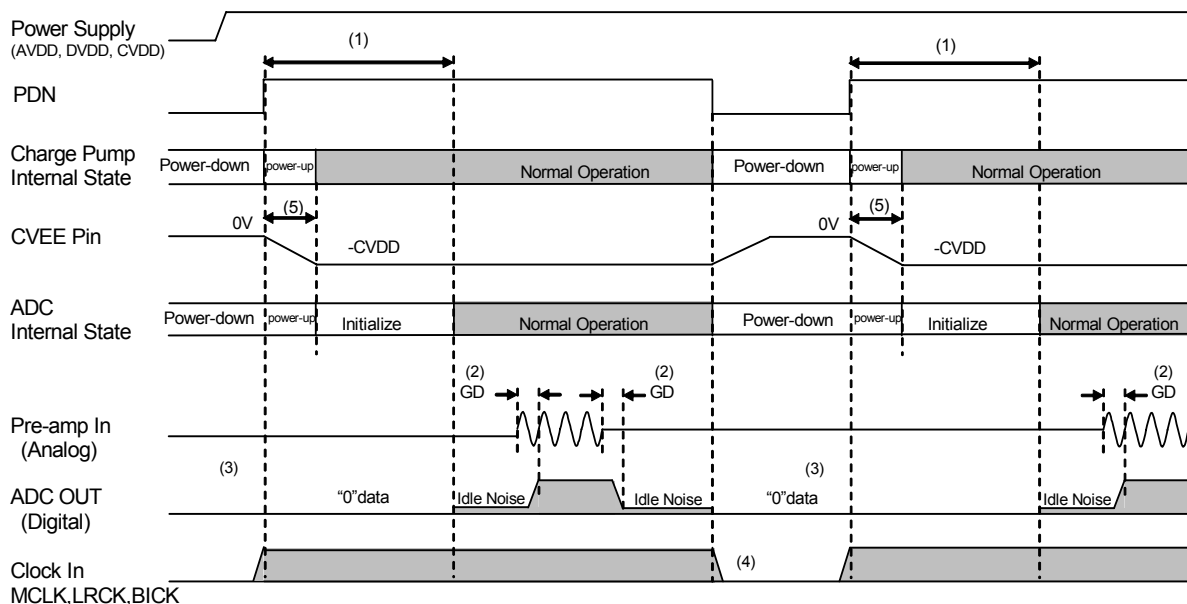 Power Supply
(AVDD, DVDD, CVDD)
(1)
(1)
PDN
Charge Pump
Internal State
Power-down
power-up
Normal Operation
Power-down
power-up
Normal Operation
(5)
(5)
CVEE Pin
0V
-CVDD
0V
-CVDD
ADC
Internal State
Power-down
power-up
Initialize
Normal Operation
Power-down
power-up
Initialize
Normal Operation
(2)
GD
(2)
GD
(2)
GD
Pre-amp In
(Analog)
(3)
(3)
ADC OUT
(Digital)
“0”data
Idle Noise
Idle Noise
“0”data
Idle Noise
(4)
Clock In
MCLK,LRCK,BICK